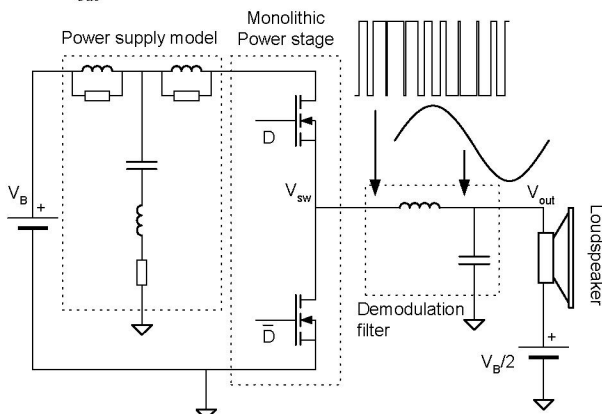 Monolithic
Power stage
Power supply model
D
V_B
+
V_sw
V_out
Loudspeaker
D̅
Demodulation
filter
+
V_B/2